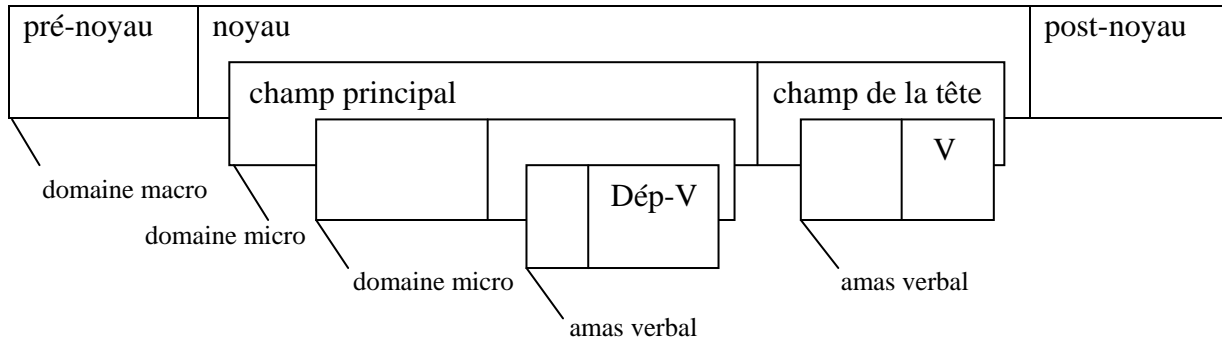 pré-noyau noyau post-noyau
champ principal champ de la tête
V
Dép-V
domaine macro
domaine micro
domaine micro amas verbal
amas verbal